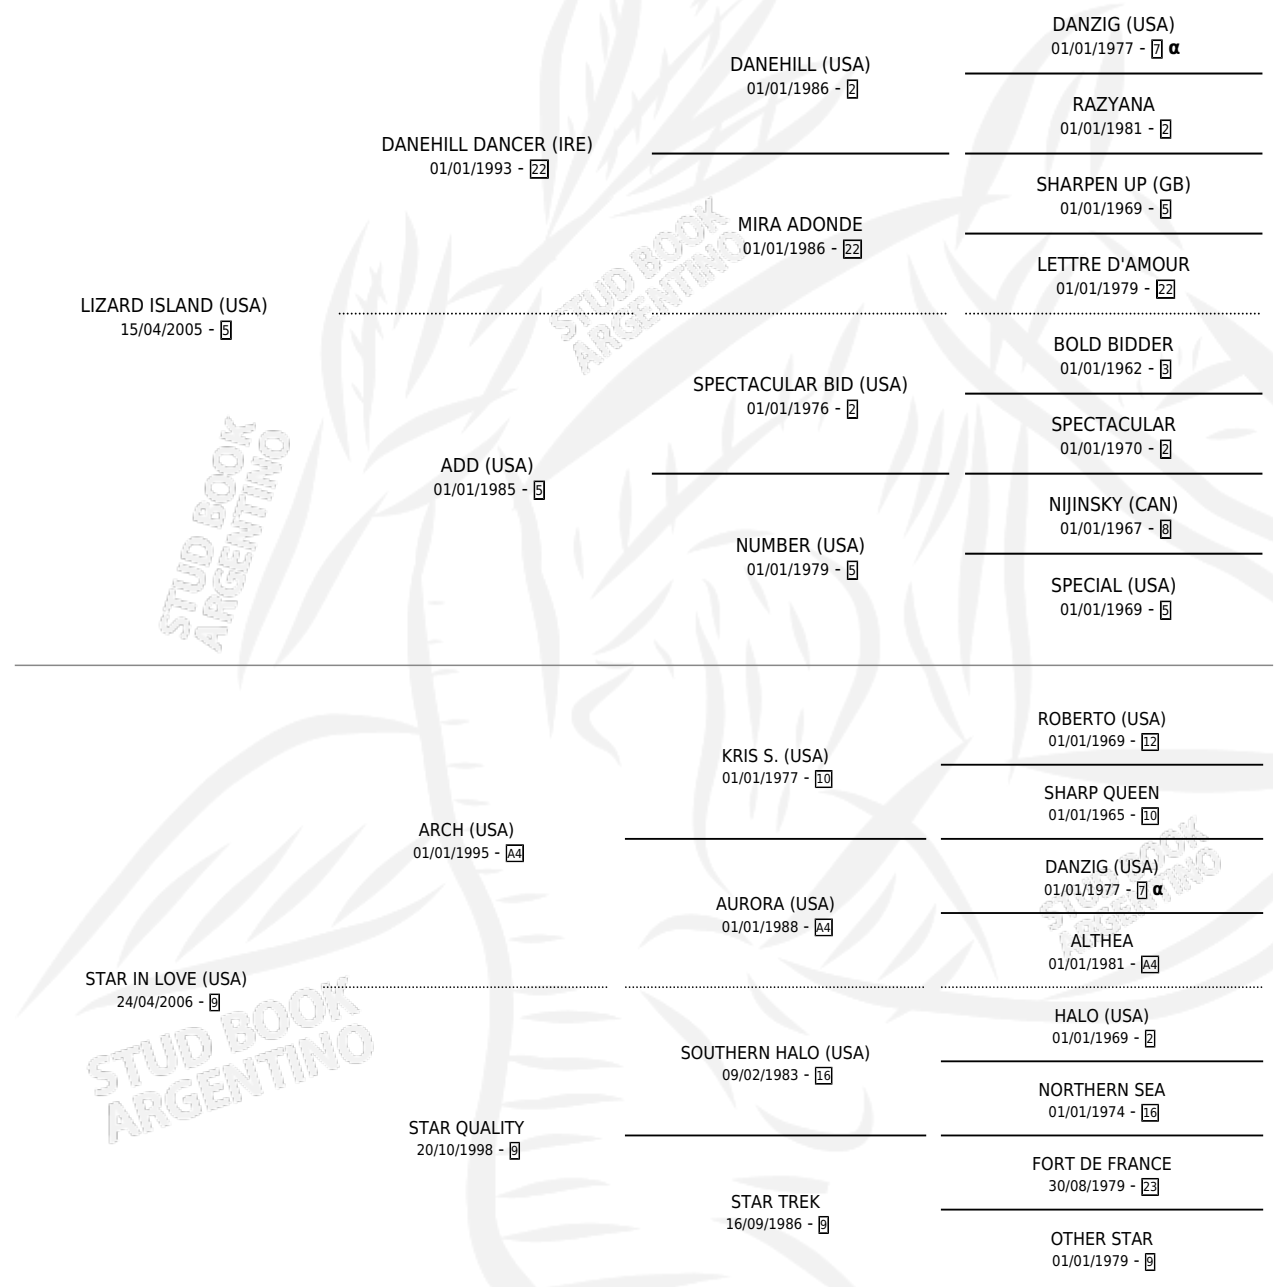 DANZIG (USA)
01/01/1977 - 7 α
DANEHILL (USA)
01/01/1986 - 2
RAZYANA
01/01/1981 - 2
DANEHILL DANCER (IRE)
01/01/1993 - 22
SHARPEN UP (GB)
01/01/1969 - 5
MIRA ADONDE
01/01/1986 - 22
LETTRE D'AMOUR
01/01/1979 - 22
LIZARD ISLAND (USA)
15/04/2005 - 5
STUD BOOK
ARGENTINO
BOLD BIDDER
01/01/1962 - 3
SPECTACULAR BID (USA)
01/01/1976 - 2
SPECTACULAR
01/01/1970 - 2
ADD (USA)
01/01/1985 - 5
NIJINSKY (CAN)
01/01/1967 - 8
NUMBER (USA)
01/01/1979 - 5
SPECIAL (USA)
01/01/1969 - 5
STUD BOOK
ARGENTINO
ROBERTO (USA)
01/01/1969 - 12
KRIS S. (USA)
01/01/1977 - 10
SHARP QUEEN
01/01/1965 - 10
ARCH (USA)
01/01/1995 - A4
DANZIG (USA)
01/01/1977 - 7 α
AURORA (USA)
01/01/1988 - A4
ALTHEA
01/01/1981 - A4
STUD BOOK
ARGENTINO
STAR IN LOVE (USA)
24/04/2006 - 9
HALO (USA)
01/01/1969 - 2
SOUTHERN HALO (USA)
09/02/1983 - 16
NORTHERN SEA
01/01/1974 - 16
STAR QUALITY
20/10/1998 - 9
FORT DE FRANCE
30/08/1979 - 23
STAR TREK
16/09/1986 - 9
OTHER STAR
01/01/1979 - 9
STUD BOOK
ARGENTINO